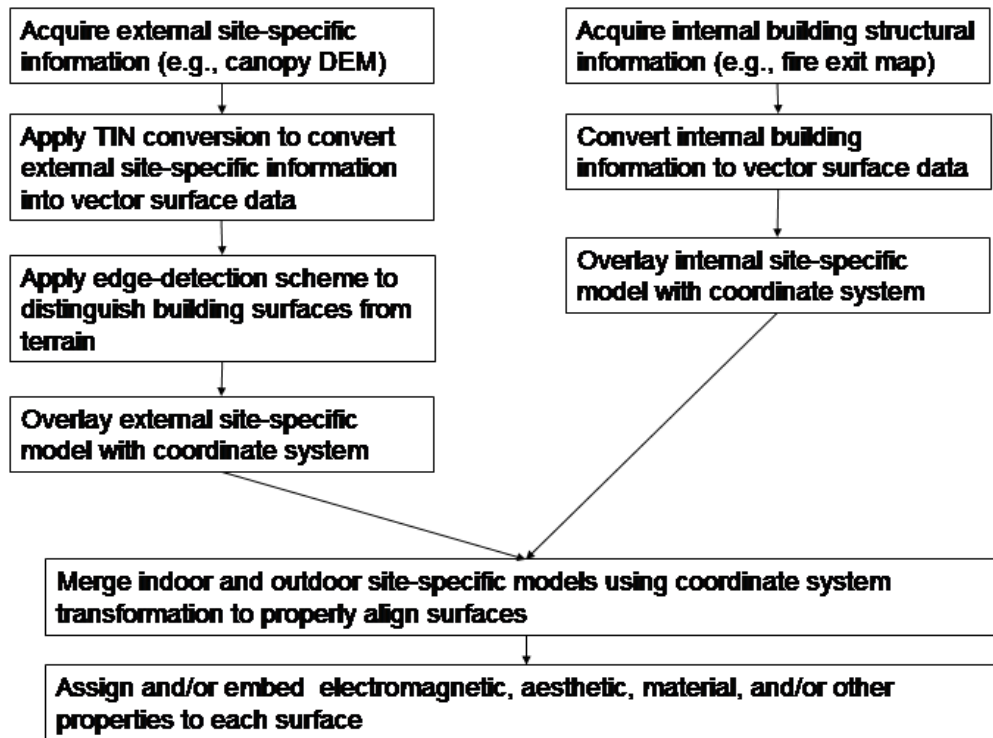 Acquire external site-specific
information (e.g., canopy DEM)
Apply TIN conversion to convert
external site-specific information
into vector surface data
Apply edge-detection scheme to
distinguish building surfaces from
terrain
Overlay external site-specific
model with coordinate system
Acquire internal building structural
information (e.g., fire exit map)
Convert internal building
information to vector surface data
Overlay internal site-specific
model with coordinate system
Merge indoor and outdoor site-specific models using coordinate system
transformation to properly align surfaces
Assign and/or embed electromagnetic, aesthetic, material, and/or other
properties to each surface